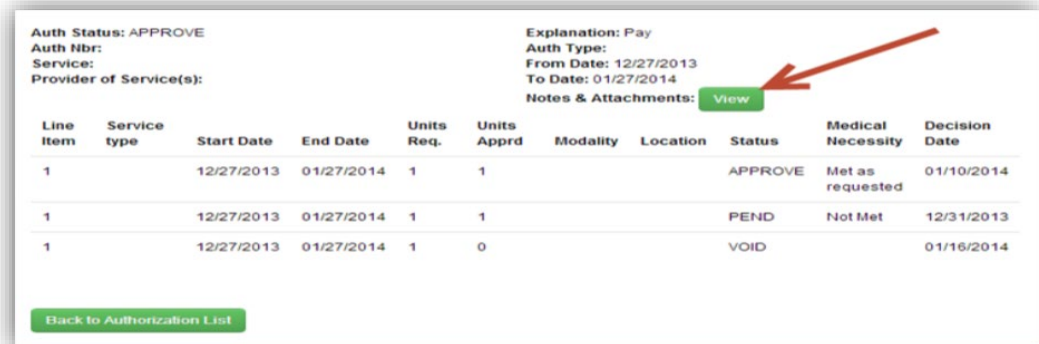 Auth Status: APPROVE
Auth Nbr:
Service:
Provider of Service(s):
Explanation: Pay
Auth Type:
From Date: 12/27/2013
To Date: 01/27/2014
Notes & Attachments: View
Line Item Service type Start Date End Date Units Req. Units Apprd Modality Location Status Medical Necessity Decision Date
1 12/27/2013 01/27/2014 1 1 APPROVE Met as requested 01/10/2014
1 12/27/2013 01/27/2014 1 1 PEND Not Met 12/31/2013
1 12/27/2013 01/27/2014 1 0 VOID 01/16/2014
Back to Authorization List